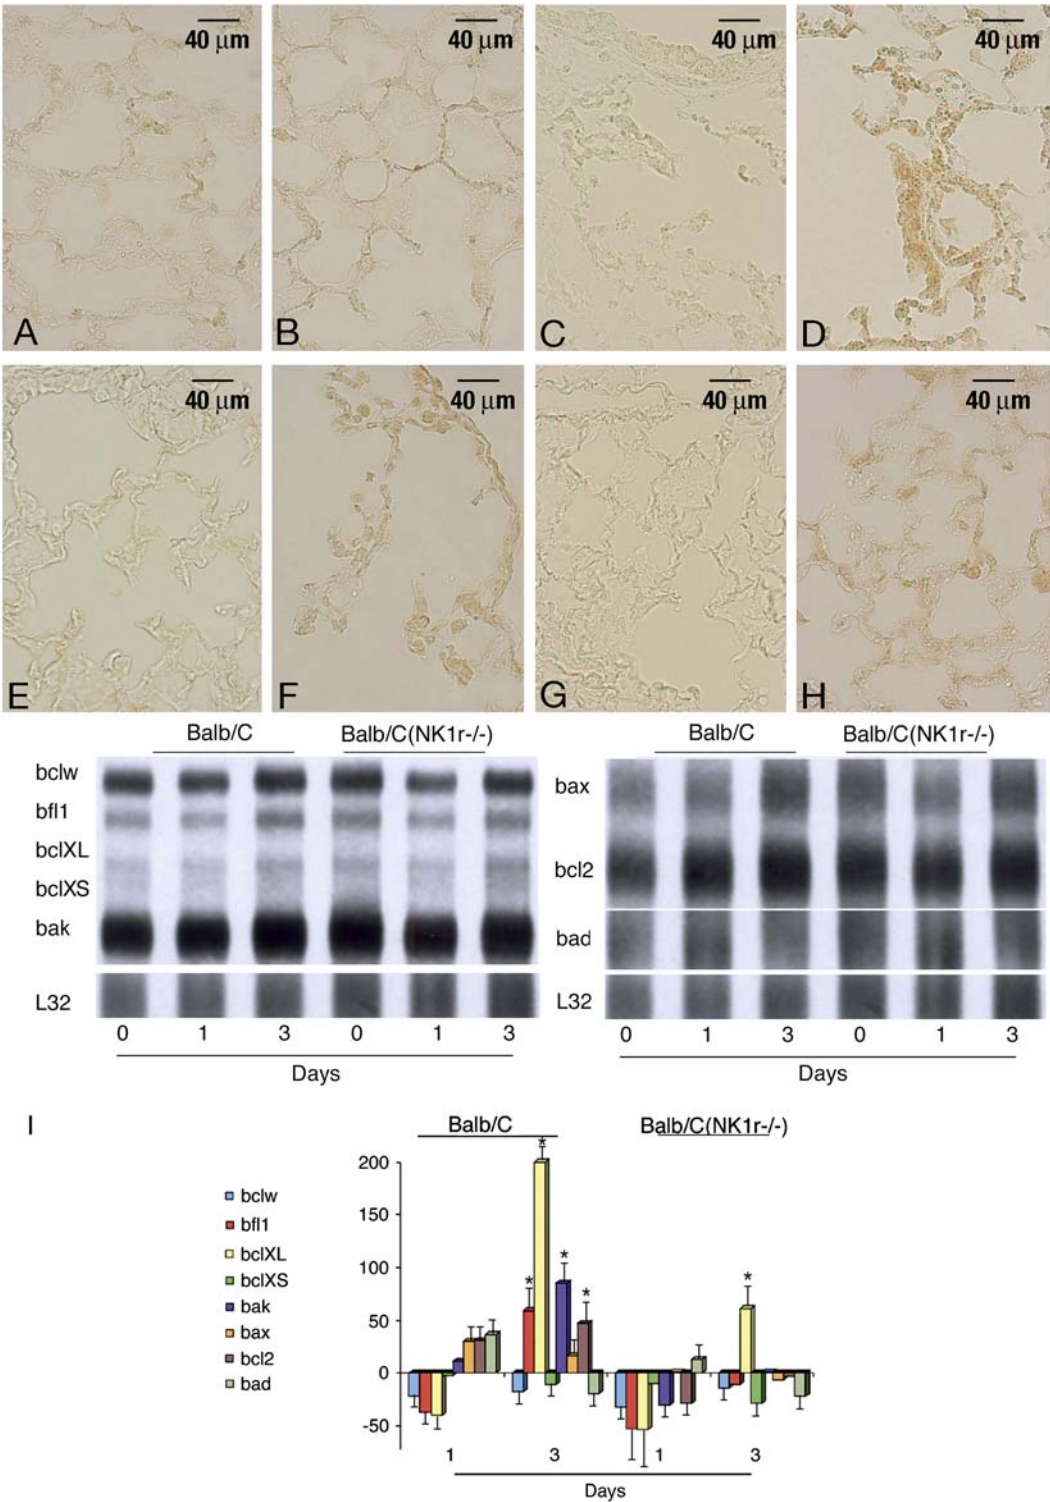 40 μm 40 μm 40 μm 40 μm
A B C D
40 μm 40 μm 40 μm 40 μm
E F G H
Balb/C Balb/C(NK1r-/-)
bclw
bfl1
bclXL
bclXS
bak
L32
0 1 3 0 1 3
Days
Balb/C Balb/C(NK1r-/-)
bax
bcl2
bad
L32
0 1 3 0 1 3
Days
I
Balb/C Balb/C(NK1r-/-)
bclw
bfl1
bclXL
bclXS
bak
bax
bcl2
bad
200
150
100
50
0
-50
* * * * *
1 3 1 3
Days